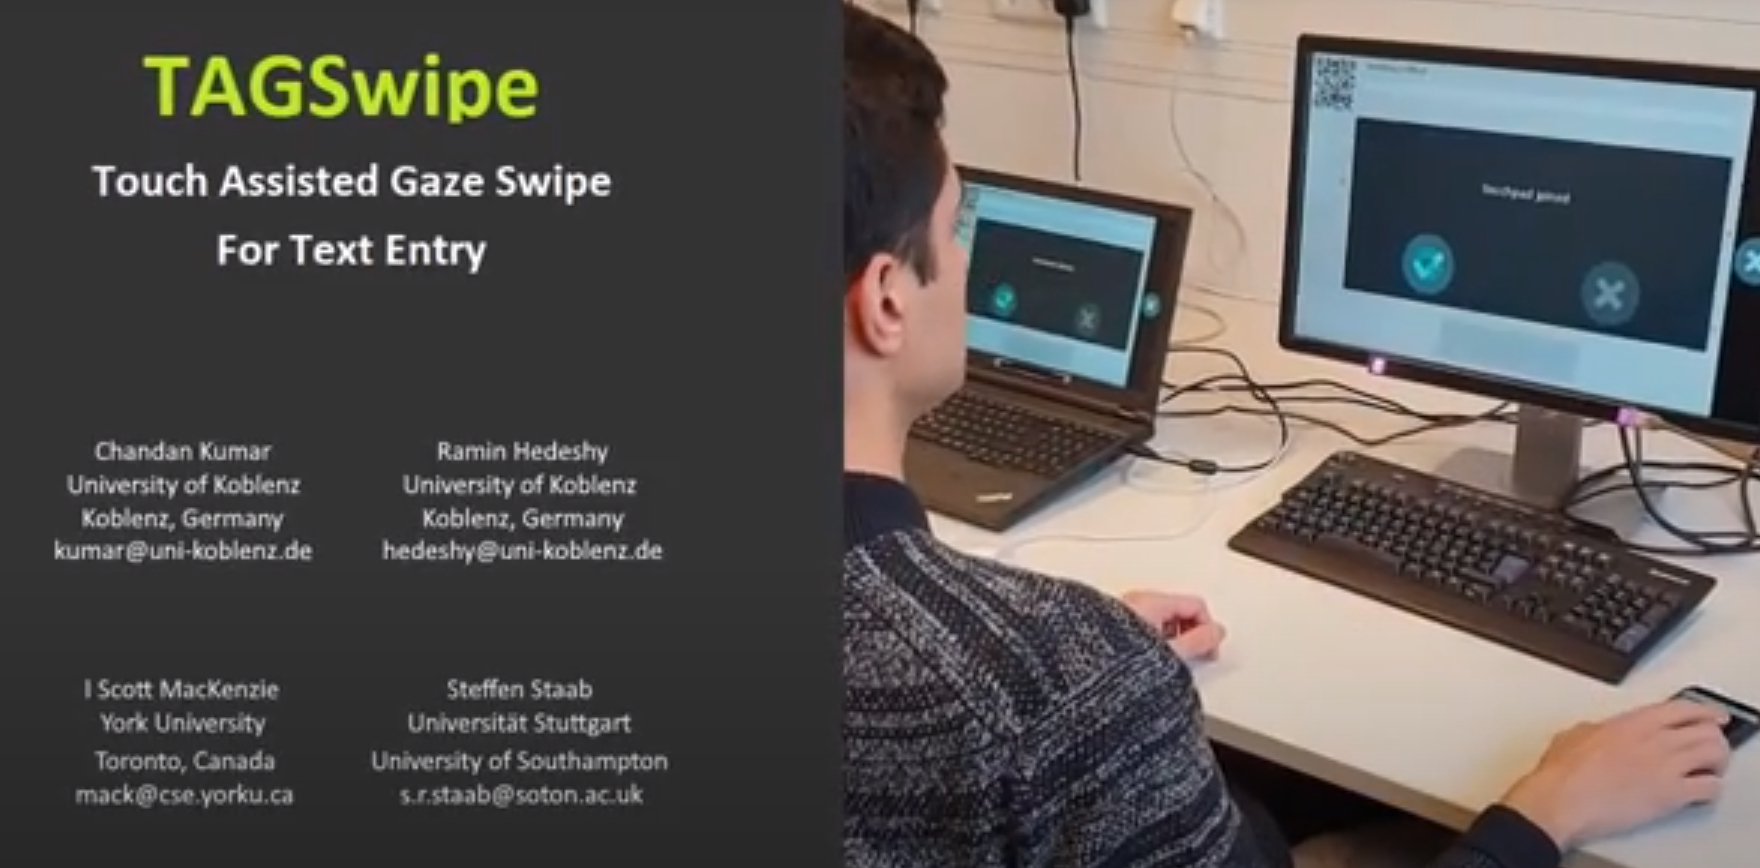 TAGSwipe
Touch Assisted Gaze Swipe
For Text Entry
Chandan Kumar
University of Koblenz
Koblenz, Germany
kumar@uni-koblenz.de
Ramin Hedeshy
University of Koblenz
Koblenz, Germany
hedeshy@uni-koblenz.de
I Scott MacKenzie
York University
Toronto, Canada
mack@cse.yorku.ca
Steffen Staab
Universität Stuttgart
University of Southampton
s.r.staab@soton.ac.uk